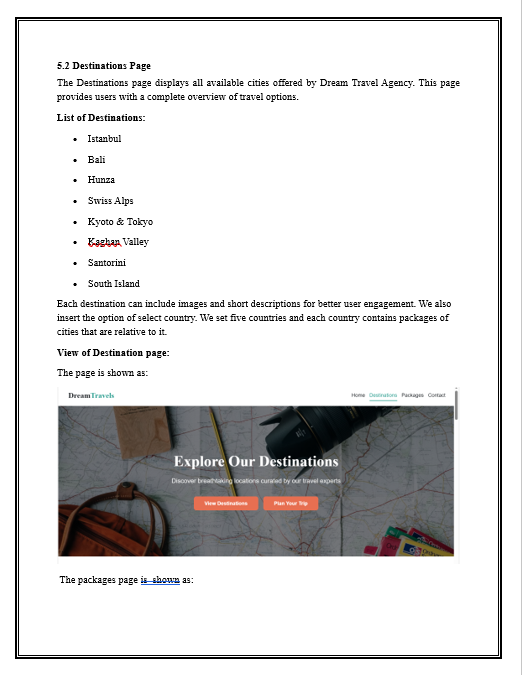 5.2 Destinations Page
The Destinations page displays all available cities offered by Dream Travel Agency. This page
provides users with a complete overview of travel options.
List of Destinations:
• Istanbul
• Bali
• Hunza
• Swiss Alps
• Kyoto & Tokyo
• Kaghan Valley
• Santorini
• South Island
Each destination can include images and short descriptions for better user engagement. We also
insert the option of select country. We set five countries and each country contains packages of
cities that are relative to it.
View of Destination page:
The page is shown as:
DreamTravels Home Destinations Packages Contact
Explore Our Destinations
Discover breathtaking locations curated by our travel experts
View Destinations Plan Your Trip
The packages page is shown as: